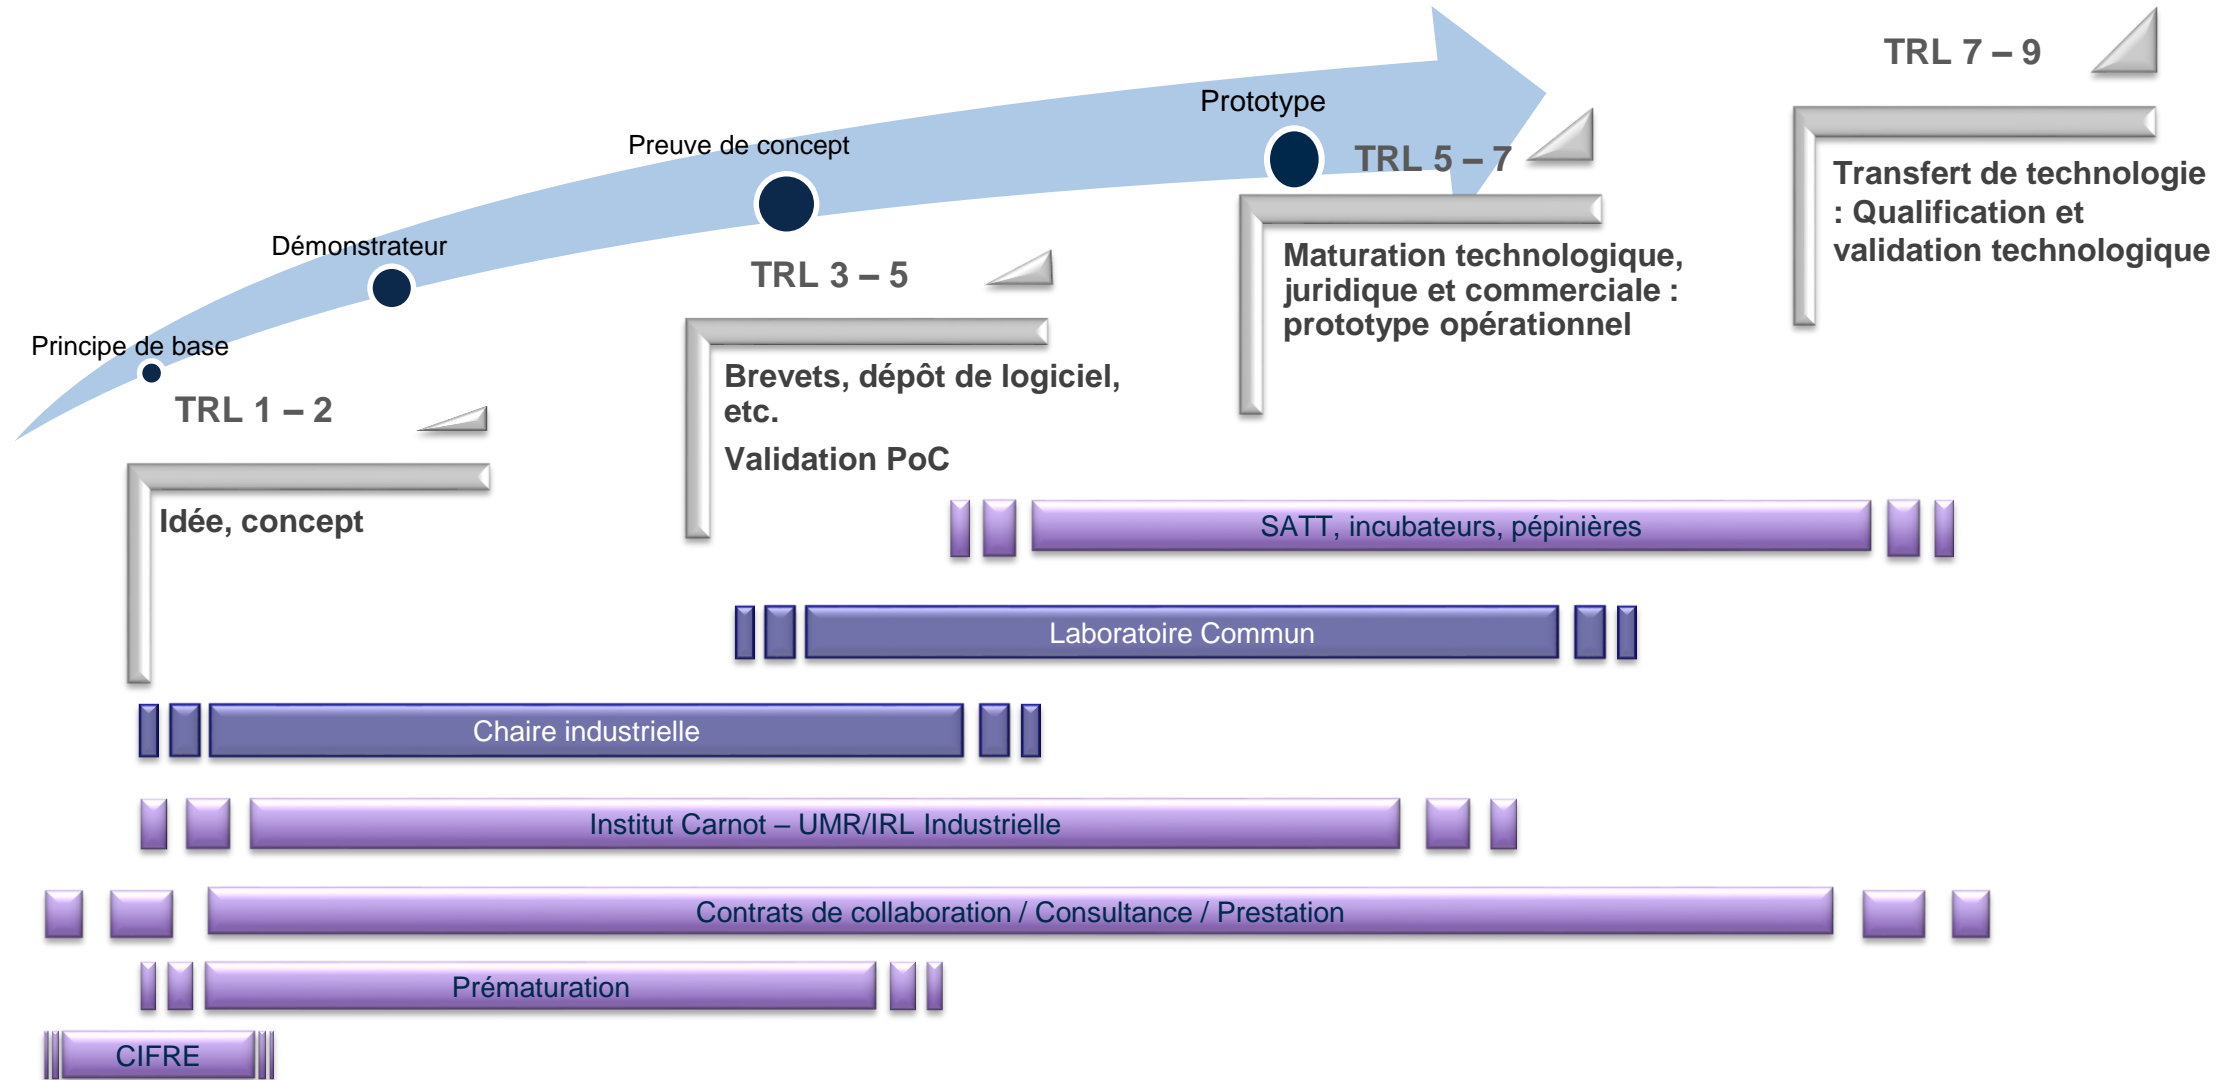 TRL 7 – 9
Prototype
Preuve de concept
TRL 5 – 7
Transfert de technologie
: Qualification et
validation technologique
Démonstrateur
TRL 3 – 5
Maturation technologique,
juridique et commerciale :
prototype opérationnel
Principe de base
TRL 1 – 2
Brevets, dépôt de logiciel,
etc.
Validation PoC
Idée, concept
SATT, incubateurs, pépinières
Laboratoire Commun
Chaire industrielle
Institut Carnot – UMR/IRL Industrielle
Contrats de collaboration / Consultance / Prestation
Prématuration
CIFRE